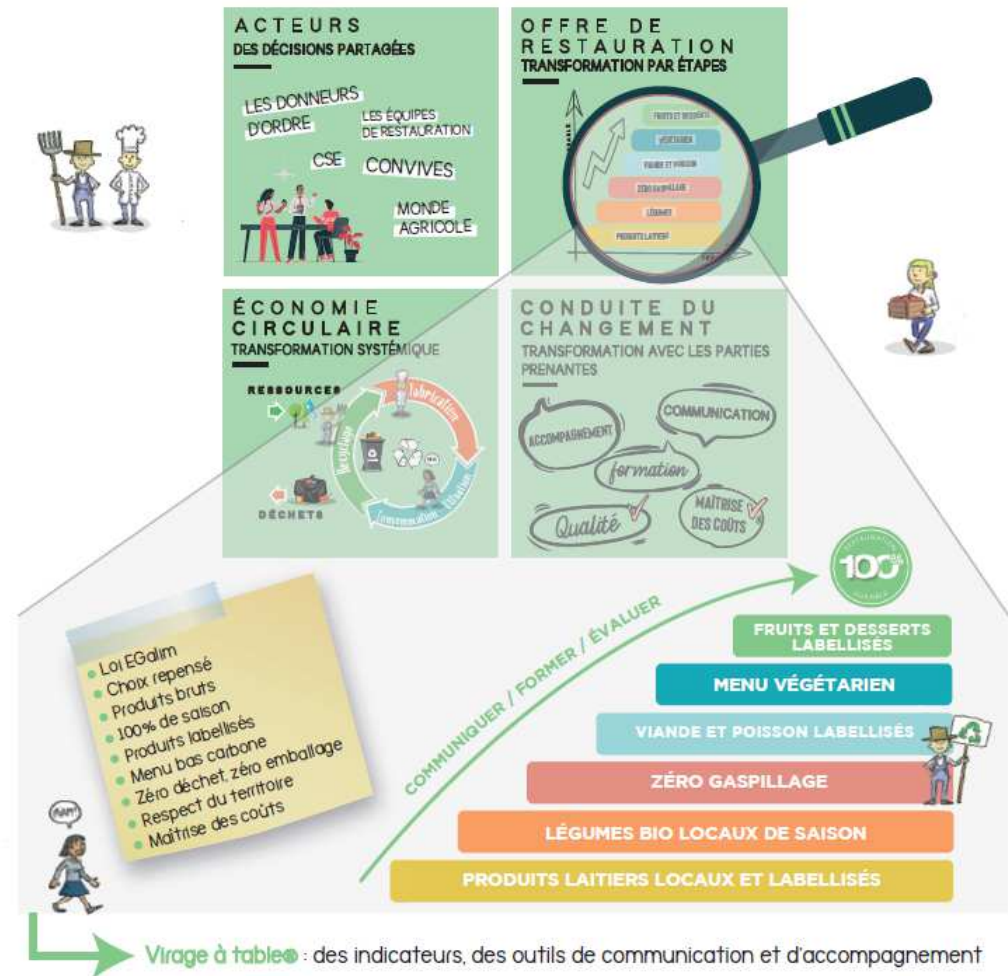 ACTEURS
DES DÉCISIONS PARTAGÉES
LES DONNEURS
D'ORDRE
LES ÉQUIPES
DE RESTAURATION
CSE
CONVIVES
MONDE
AGRICOLE
OFFRE DE
RESTAURATION
TRANSFORMATION PAR ÉTAPES
FRUITS ET DESSERTS
VÉGÉTARIEN
VIANDE ET POISSON
ZÉRO GASPILLAGE
LÉGUMES
PRODUITS LAITIERS
ÉCONOMIE
CIRCULAIRE
TRANSFORMATION SYSTÉMIQUE
RESSOURCES
DÉCHETS
Recyclage
fabrication
Consommation - Utilisation
CONDUITE DU
CHANGEMENT
TRANSFORMATION AVEC LES PARTIES
PRENANTES
ACCOMPAGNEMENT
COMMUNICATION
formation
Qualité
MAÎTRISE
DES COÛTS
Loi EGalim
Choix repensé
Produits bruts
100% de saison
Produits labellisés
Menu bas carbone
Zéro déchet, zéro emballage
Respect du territoire
Maîtrise des coûts
COMMUNIQUER / FORMER / ÉVALUER
RESTAURATION
100%
DURABLE
FRUITS ET DESSERTS
LABELLISÉS
MENU VÉGÉTARIEN
VIANDE ET POISSON LABELLISÉS
ZÉRO GASPILLAGE
LÉGUMES BIO LOCAUX DE SAISON
PRODUITS LAITIERS LOCAUX ET LABELLISÉS
Virage à table® : des indicateurs, des outils de communication et d'accompagnement